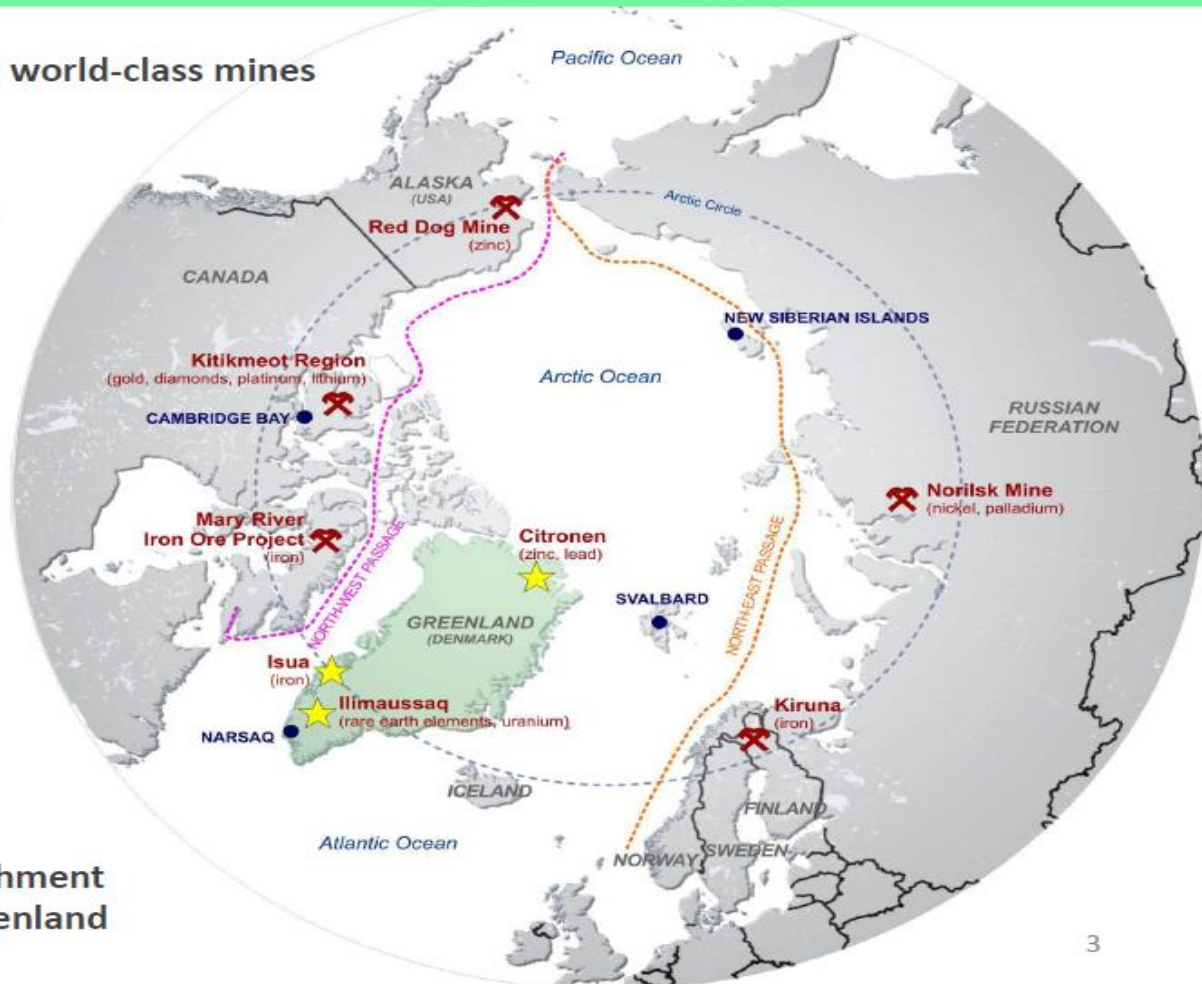 world-class mines
Pacific Ocean
ALASKA
(USA)
Arctic Circle
Red Dog Mine
(zinc)
CANADA
NEW SIBERIAN ISLANDS
Kitikmeot Region
(gold, diamonds, platinum, lithium)
Arctic Ocean
CAMBRIDGE BAY
RUSSIAN
FEDERATION
Norilsk Mine
(nickel, palladium)
Mary River
Iron Ore Project
(iron)
Citronen
(zinc, lead)
NORTH-WEST PASSAGE
NORTH-EAST PASSAGE
SVALBARD
GREENLAND
(DENMARK)
Isua
(iron)
Ilimaussaq
(rare earth elements, uranium)
Kiruna
(iron)
NARSAQ
ICELAND
FINLAND
Atlantic Ocean
NORWAY
SWEDEN
hment
enland
3